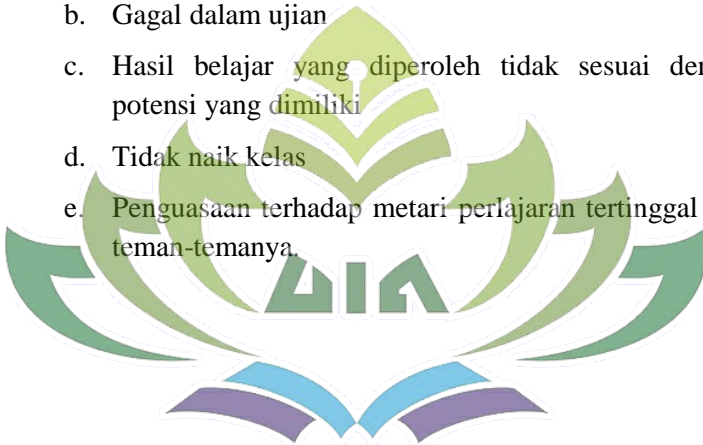 b. Gagal dalam ujian
c. Hasil belajar yang diperoleh tidak sesuai
potensi yang dimiliki
d. Tidak naik kelas
e. Penguasaan terhadap metari perlajaran tertinggal
teman-temanya.
UIN